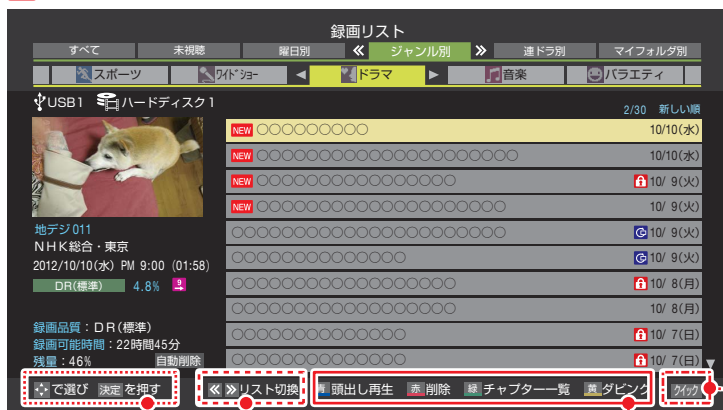 録画リスト
すべて 未視聴 曜日別 ジャンル別 連ドラ別 マイフォルダ別
スポーツ ワイドショー ドラマ 音楽 バラエティ
USB1 ハードディスク1
2/30 新しい順
NEW ○○○○○○○○○ 10/10(水)
NEW ○○○○○○○○○○○○○○○○○○○○○ 10/10(水)
NEW ○○○○○○○○○○○○○○○○ 10/ 9(火)
NEW ○○○○○○○○○○○○○○○○○○○○ 10/ 9(火)
○○○○○○○○○○○○○○○○○○○○○○ 10/ 9(火)
○○○○○○○○○○○○○○ 10/ 9(火)
○○○○○○○○○○○○○○○○○○ 10/ 8(月)
○○○○○○○○○○○○○○○○○○ 10/ 8(月)
○○○○○○○○○○○○○○ 10/ 7(日)
○○○○○○○○○○○○○○ 10/ 7(日)
地デジ011
NHK総合・東京
2012/10/10(水) PM 9:00 (01:58)
DR(標準) 4.8% 9
録画品質：DR(標準)
録画可能時間：22時間45分
残量：46% 自動削除
で選び 決定 を押す リスト切換 青 頭出し再生 赤 削除 緑 チャプター一覧 黄 ダビング クイック